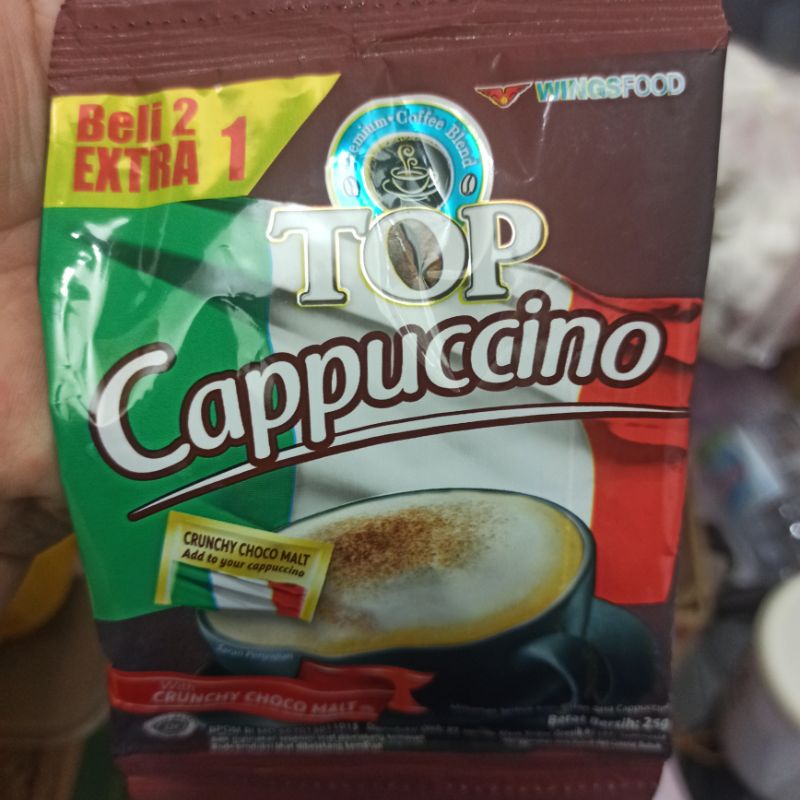 Beli 2
EXTRA 1
WINGSFOOD
Premium • Coffee Blend
TOP
Cappuccino
CRUNCHY CHOCO MALT
Add to your cappuccino
Saran Penyajian
With
CRUNCHY CHOCO MALT
Berat Bersih: 25g